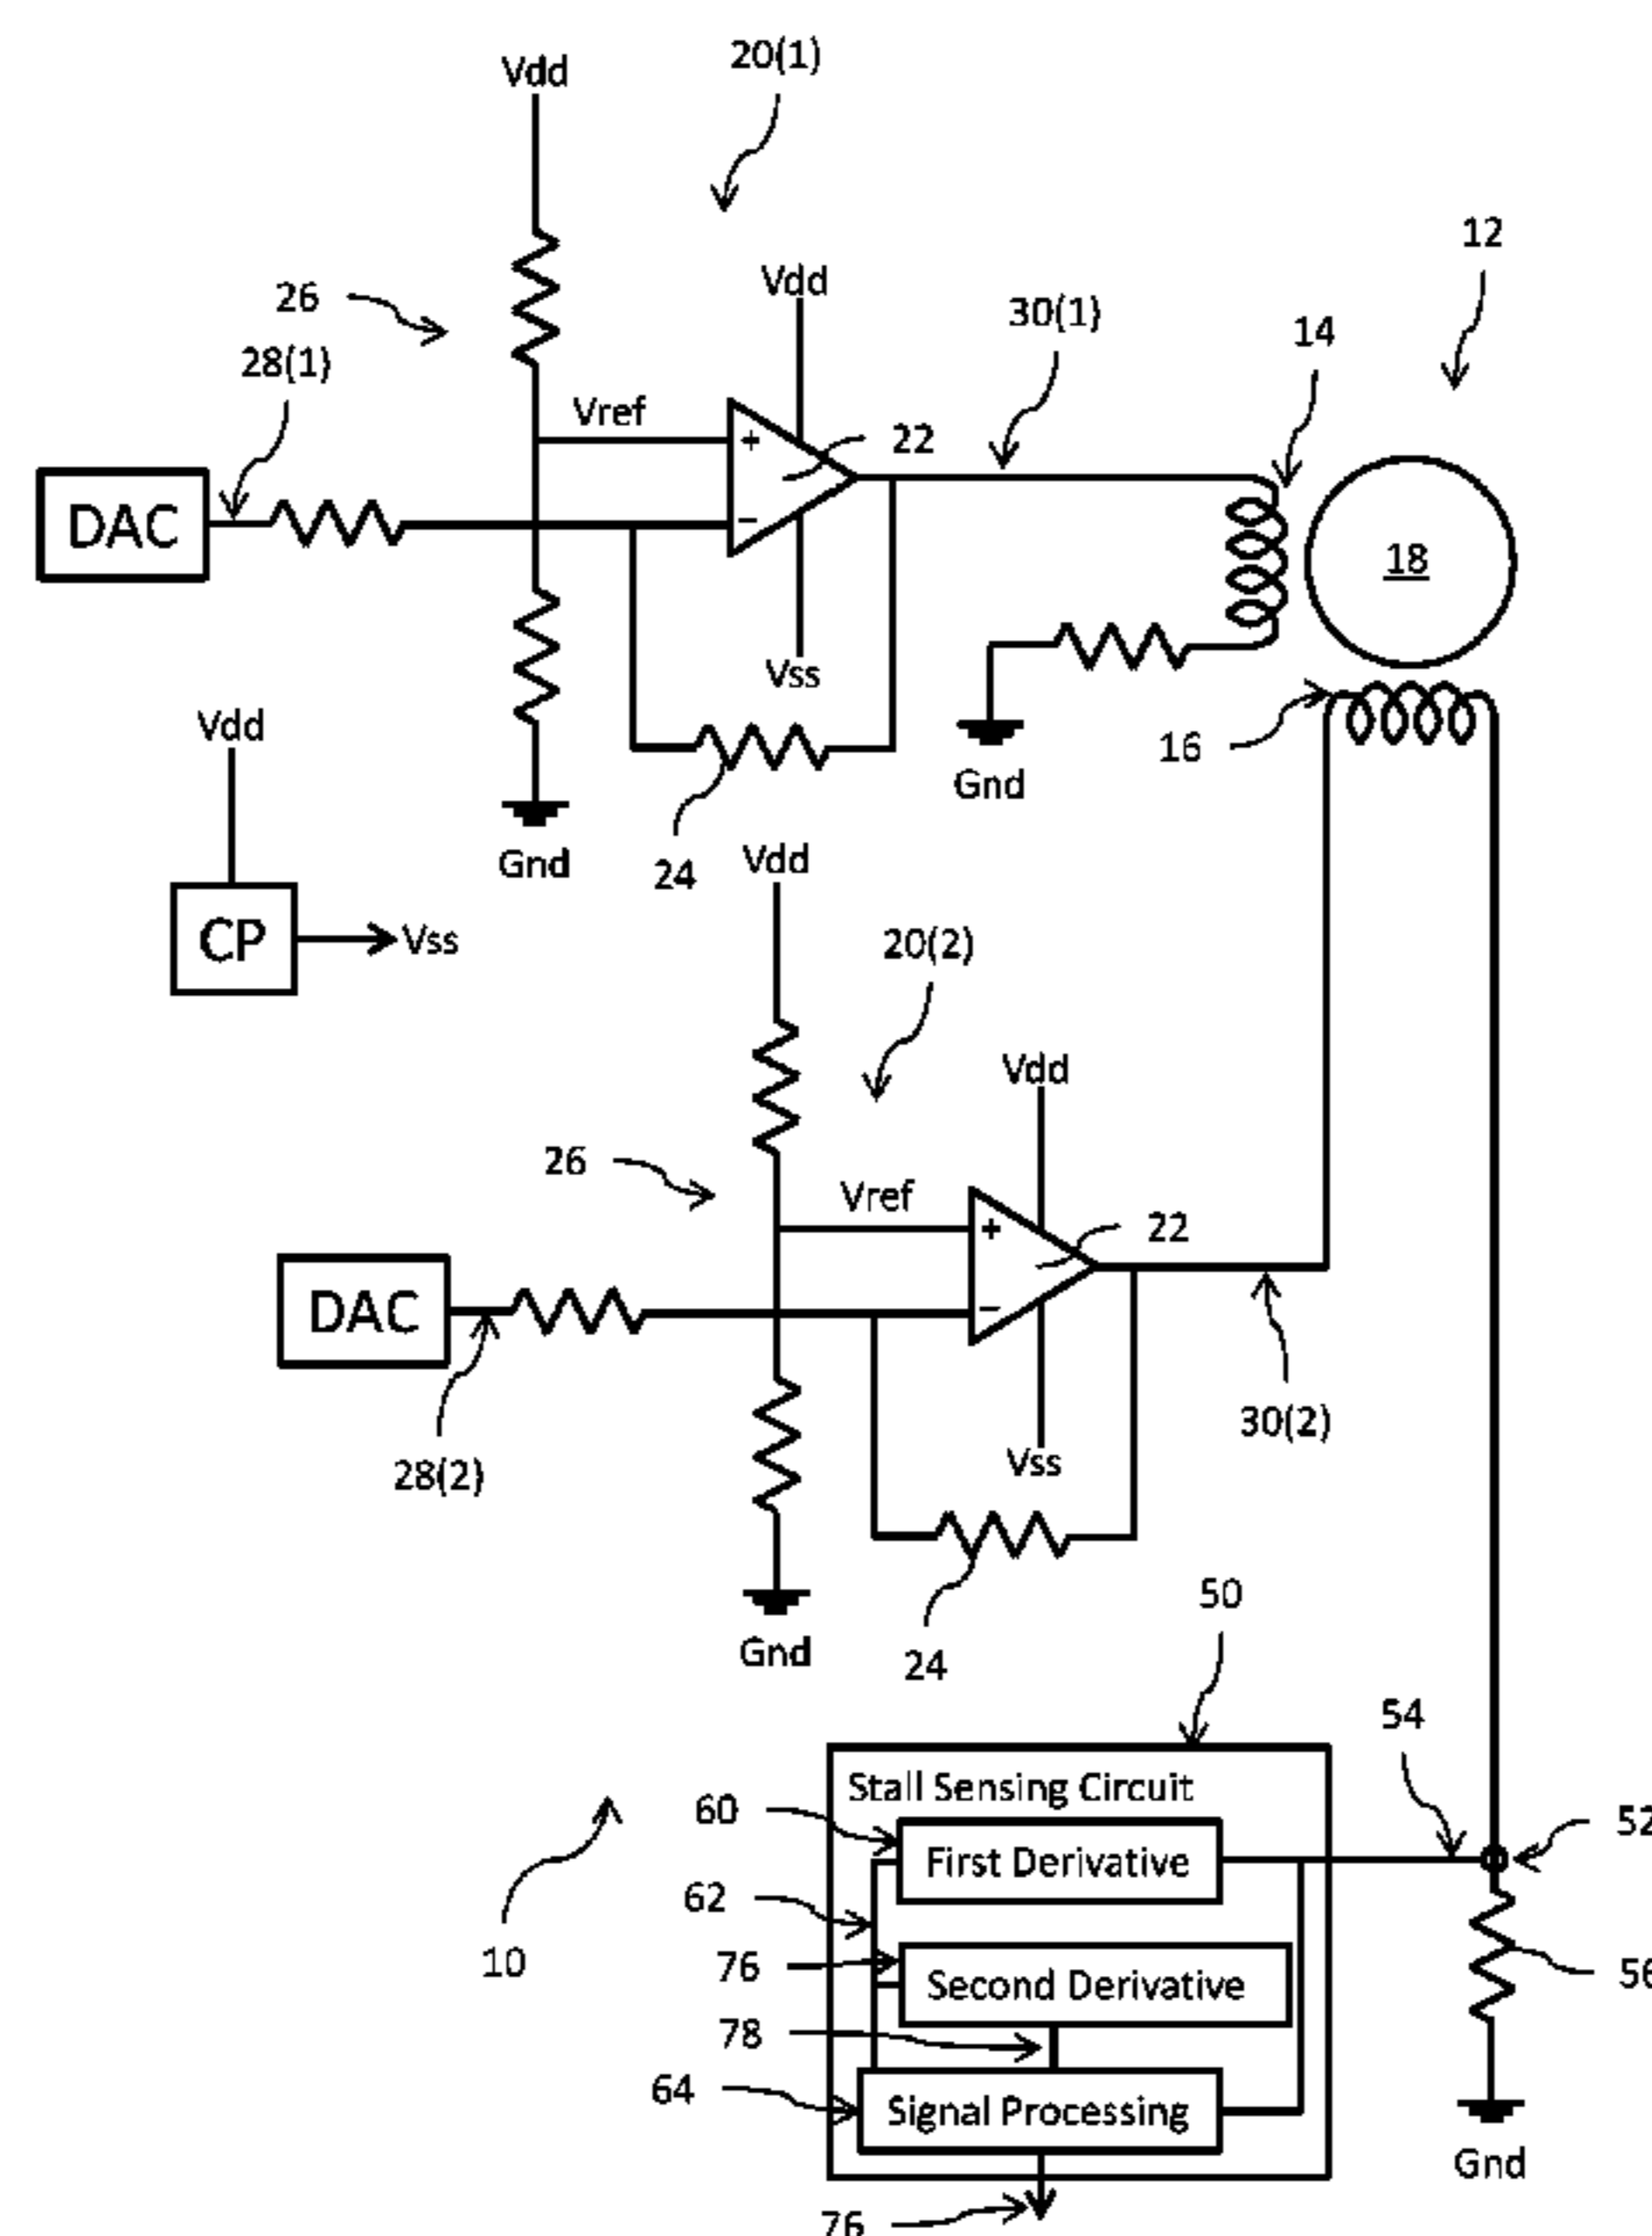 20(1)
Vdd
12
Vdd
26
30(1)
14
28(1)
Vref
+
22
DAC
−
18
Vss
Vdd
16
Gnd
Gnd
24
Vdd
CP
Vss
20(2)
Vdd
26
Vref
+
22
DAC
−
30(2)
28(2)
Vss
50
Gnd
24
54
Stall Sensing Circuit
60
52
First Derivative
62
10
76
Second Derivative
56
78
64
Signal Processing
Gnd
76